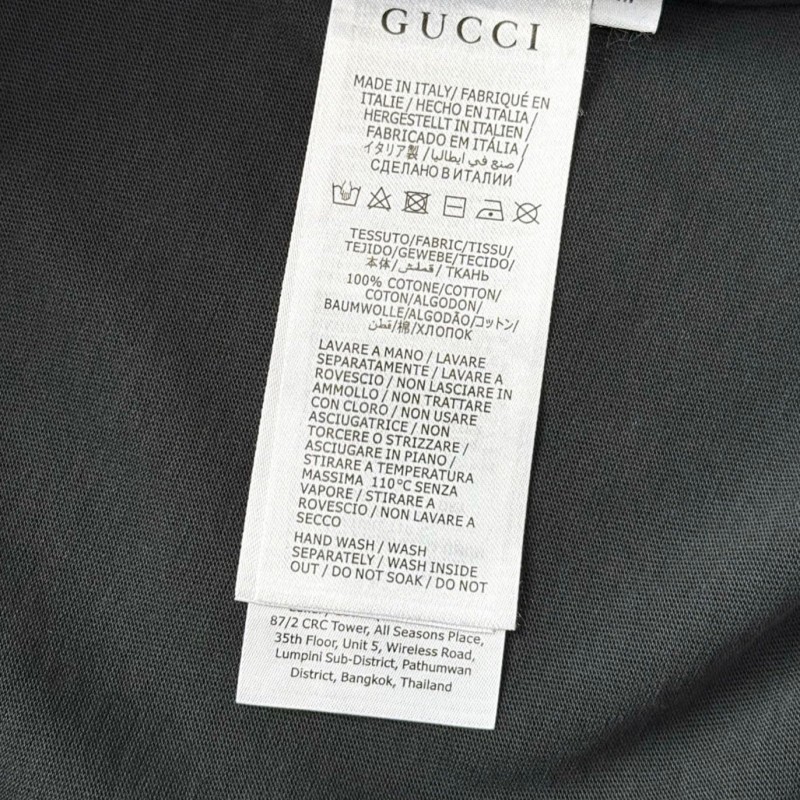 GUCCI
MADE IN ITALY/ FABRIQUÉ EN
ITALIE / HECHO EN ITALIA /
HERGESTELLT IN ITALIEN /
FABRICADO EM ITÁLIA /
イタリア製 / صنع في ايطاليا /
СДЕЛАНО В ИТАЛИИ
TESSUTO/FABRIC/TISSU/
TEJIDO/GEWEBE/TECIDO/
本体/قملش/ ТКАНЬ
100% COTONE/COTTON/
COTON/ALGODON/
BAUMWOLLE/ALGODÃO/コットン/
قطن/棉/ХЛОПОК
LAVARE A MANO / LAVARE
SEPARATAMENTE / LAVARE A
ROVESCIO / NON LASCIARE IN
AMMOLLO / NON TRATTARE
CON CLORO / NON USARE
ASCIUGATRICE / NON
TORCERE O STRIZZARE /
ASCIUGARE IN PIANO /
STIRARE A TEMPERATURA
MASSIMA 110°C SENZA
VAPORE / STIRARE A
ROVESCIO / NON LAVARE A
SECCO
HAND WASH / WASH
SEPARATELY / WASH INSIDE
OUT / DO NOT SOAK / DO NOT
87/2 CRC Tower, All Seasons Place,
35th Floor, Unit 5, Wireless Road,
Lumpini Sub-District, Pathumwan
District, Bangkok, Thailand